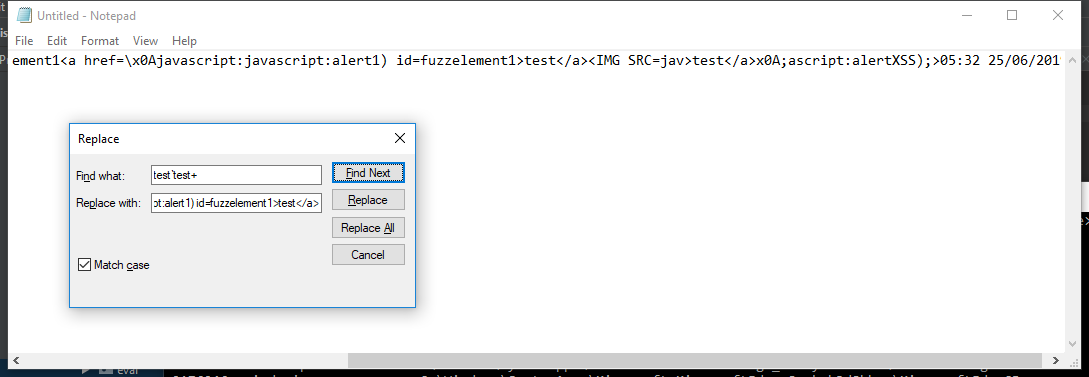 Untitled - Notepad
File Edit Format View Help
ement1<a href=\x0Ajavascript:javascript:alert1) id=fuzzelement1>test</a><IMG SRC=jav>test</a>x0A;ascript:alertXSS);>05:32 25/06/201
Replace
Find what: test`test+ Find Next
Replace with: pt:alert1) id=fuzzelement1>test</a> Replace
Replace All
Match case Cancel
eval